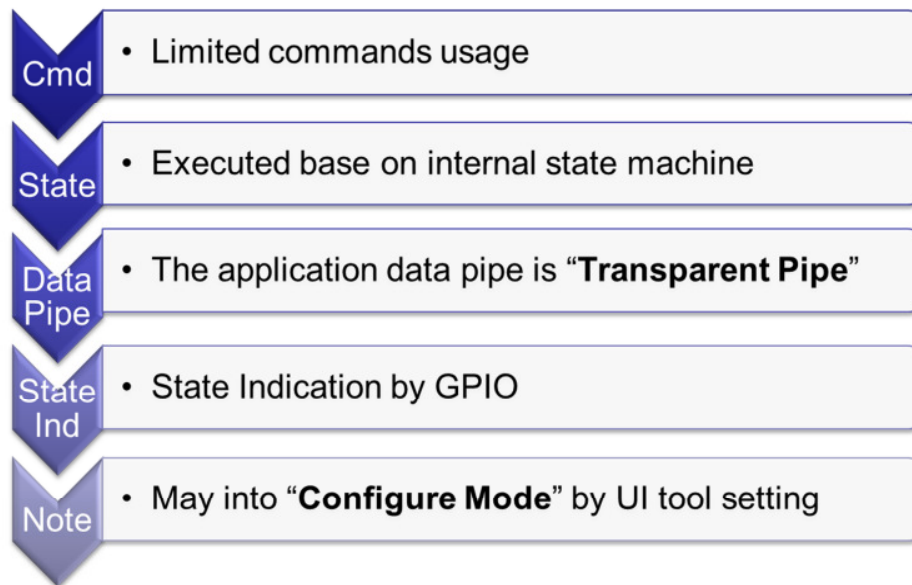 Cmd
• Limited commands usage
State
• Executed base on internal state machine
Data
Pipe
• The application data pipe is “Transparent Pipe”
State
Ind
• State Indication by GPIO
Note
• May into “Configure Mode” by UI tool setting